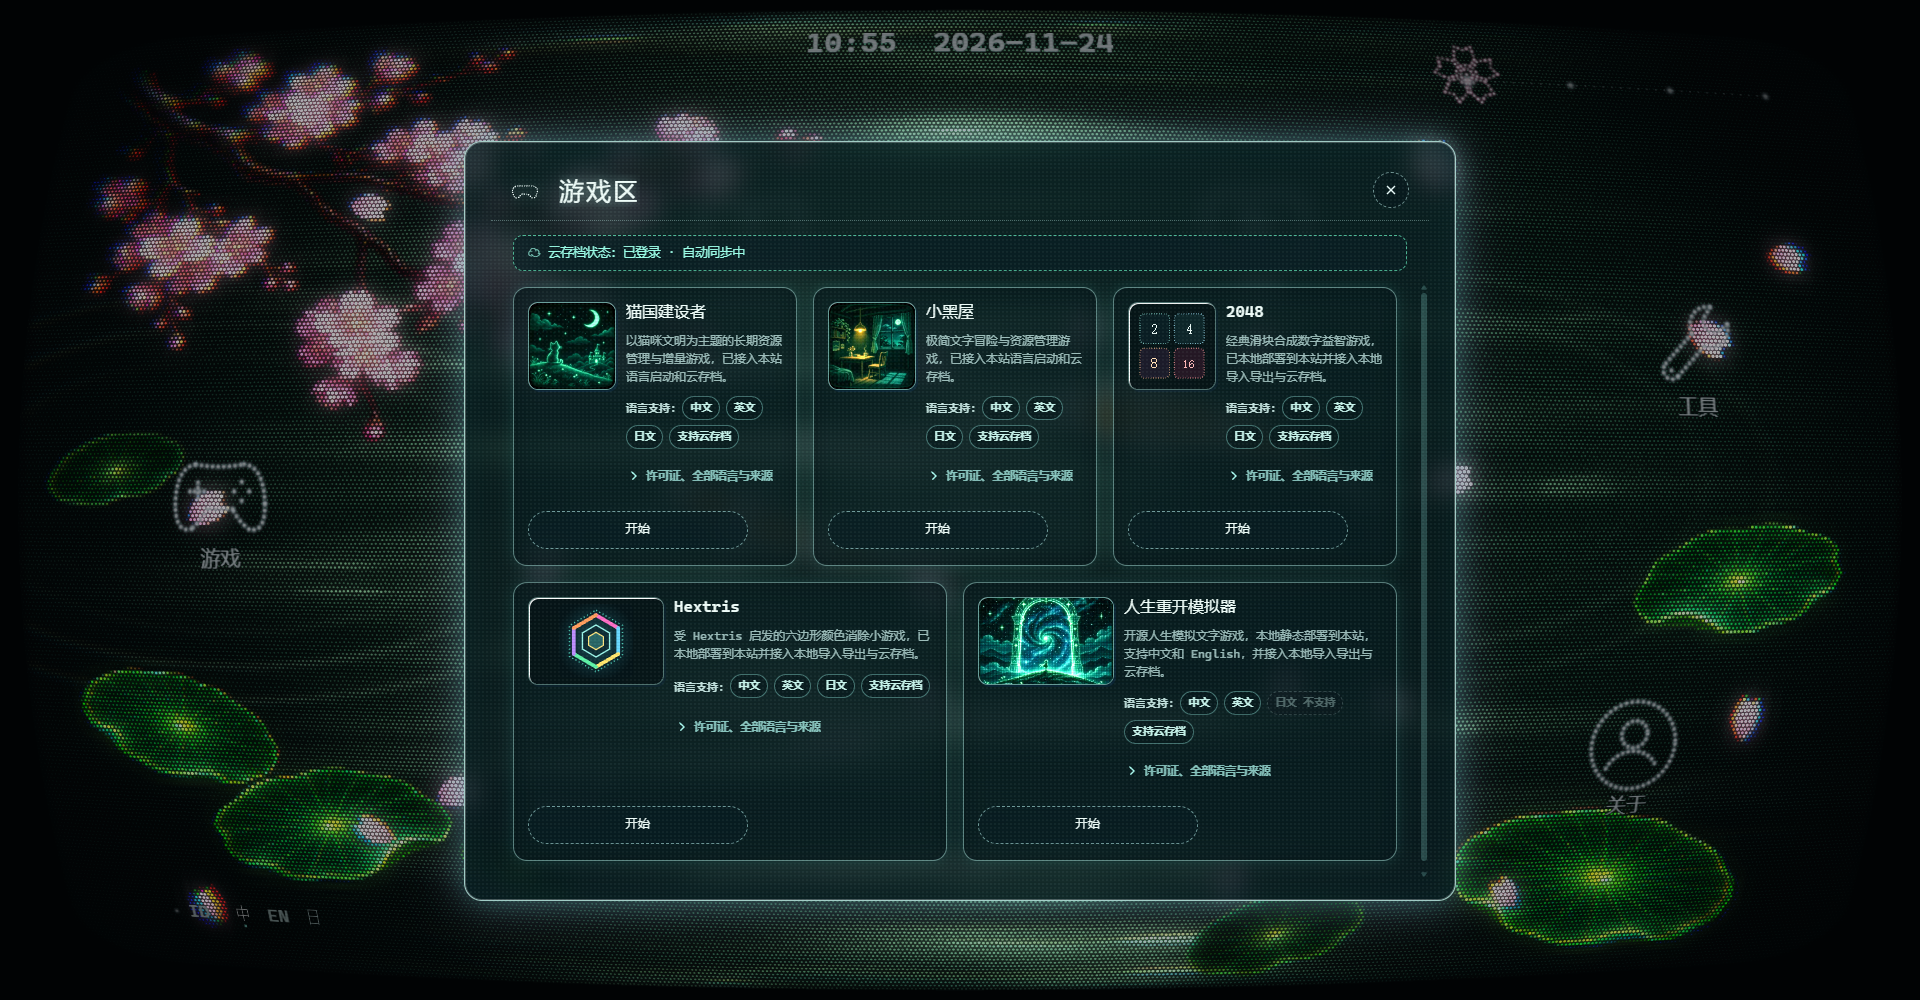 10:55 2026-11-24
游戏区
云存档状态: 已登录 · 自动同步中
猫国建设者
以猫咪文明为主题的长期资源
管理与增量游戏，已接入本站
语言启动和云存档。
语言支持: 中文 英文
日文 支持云存档
许可证、全部语言与来源
开始
小黑屋
极简文字冒险与资源管理游
戏，已接入本站语言启动和云
存档。
语言支持: 中文 英文
日文 支持云存档
许可证、全部语言与来源
开始
2 4
8 16
2048
经典滑块合成数字益智游戏，
已本地部署到本站并接入本地
导入导出与云存档。
语言支持: 中文 英文
日文 支持云存档
许可证、全部语言与来源
开始
Hextris
受 Hextris 启发的六边形颜色消除小游戏，已
本地部署到本站并接入本地导入导出与云存档。
语言支持: 中文 英文 日文 支持云存档
许可证、全部语言与来源
开始
人生重开模拟器
开源人生模拟文字游戏，本地静态部署到本站，
支持中文和 English，并接入本地导入导出与
云存档。
语言支持: 中文 英文 日文 不支持
支持云存档
许可证、全部语言与来源
开始
游戏
工具
关于
中 EN 日